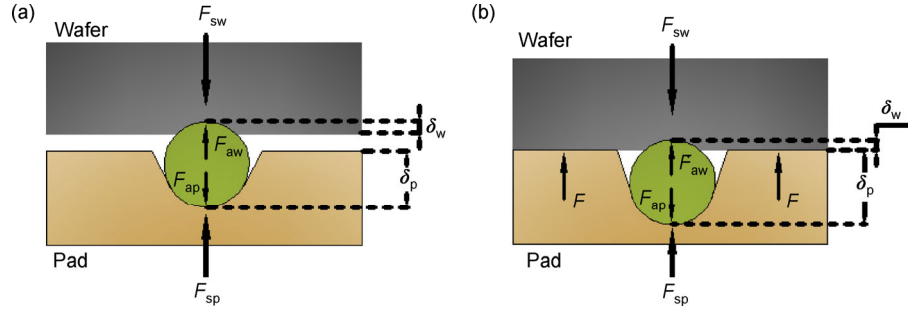 (a)
Wafer
F_sw
δ_w
F_aw
F_ap
δ_p
Pad
F_sp
(b)
Wafer
F_sw
δ_w
F_aw
F_ap
δ_p
F
F
Pad
F_sp